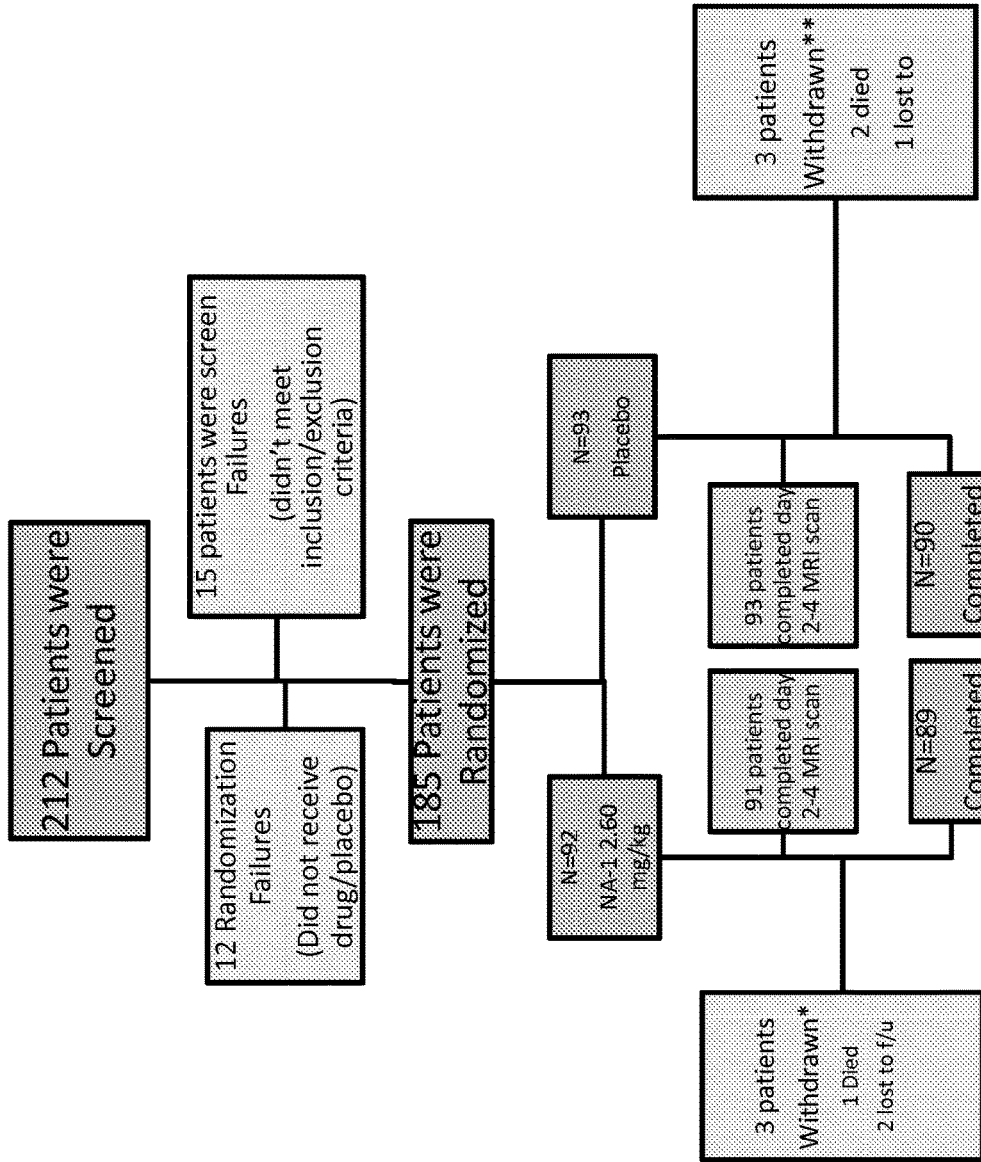 212 Patients were
Screened
12 Randomization
Failures
(Did not receive
drug/placebo)
15 patients were screen
Failures
(didn't meet
inclusion/exclusion
criteria)
185 Patients were
Randomized
N=92
NA-1 2.60
mg/kg
N=93
Placebo
91 patients
completed day
2-4 MRI scan
93 patients
completed day
2-4 MRI scan
3 patients
Withdrawn*
1 Died
2 lost to f/u
3 patients
Withdrawn**
2 died
1 lost to
N=89
Completed
N=90
Completed